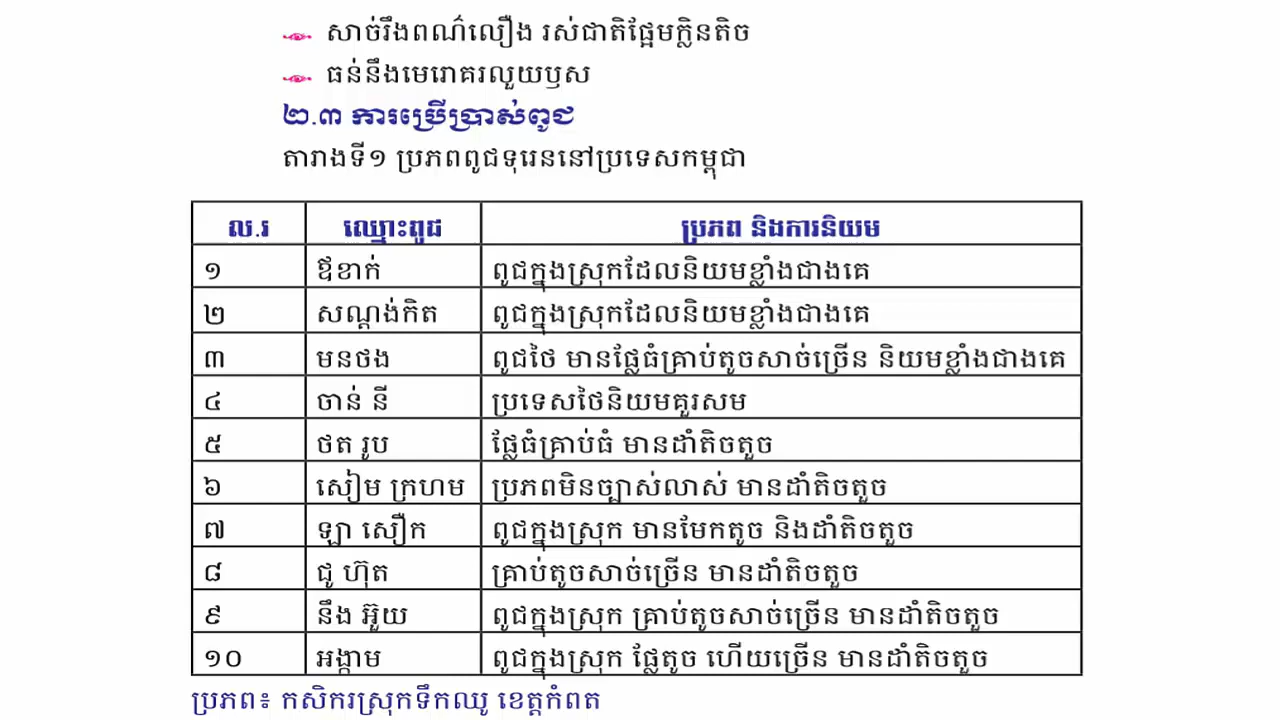 សាច់រឹងពណ៌លឿង រស់ជាតិផ្អែមក្លិនតិច
ធន់នឹងមេរោគរលួយឫស
២.៣ ការប្រើប្រាស់ពូជ
តារាងទី១ ប្រភពពូជទុរេននៅប្រទេសកម្ពុជា
ល.រ ឈ្មោះពូជ ប្រភព និងការនិយម
១ ឪខាក់ ពូជក្នុងស្រុកដែលនិយមខ្លាំងជាងគេ
២ សណ្តង់កិត ពូជក្នុងស្រុកដែលនិយមខ្លាំងជាងគេ
៣ មនថង ពូជថៃ មានផ្លែធំគ្រាប់តូចសាច់ច្រើន និយមខ្លាំងជាងគេ
៤ ចាន់ នី ប្រទេសថៃនិយមគួរសម
៥ ថត រូប ផ្លែធំគ្រាប់ធំ មានដាំតិចតួច
៦ សៀម ក្រហម ប្រភពមិនច្បាស់លាស់ មានដាំតិចតួច
៧ ឡា សឿក ពូជក្នុងស្រុក មានមែកតូច និងដាំតិចតួច
៨ ជូ ហ៊ុត គ្រាប់តូចសាច់ច្រើន មានដាំតិចតួច
៩ នឹង អ៊ួយ ពូជក្នុងស្រុក គ្រាប់តូចសាច់ច្រើន មានដាំតិចតួច
១០ អង្កាម ពូជក្នុងស្រុក ផ្លែតូច ហើយច្រើន មានដាំតិចតួច
ប្រភព៖ កសិករស្រុកទឹកឈូ ខេត្តកំពត